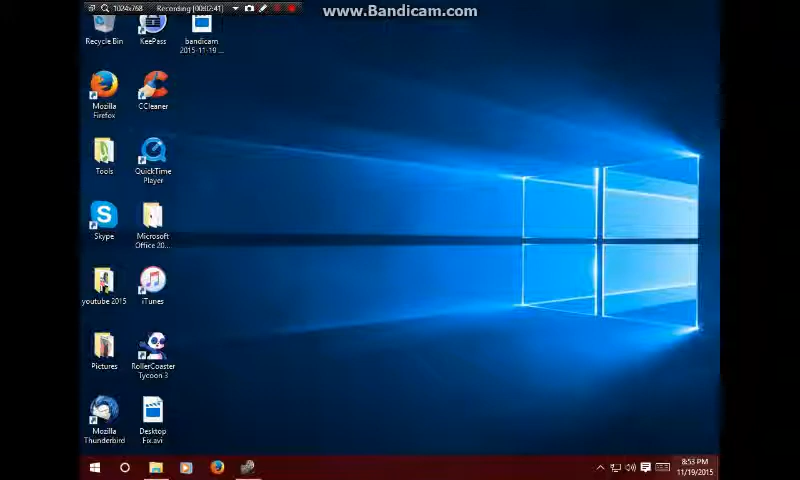 1024x768 Recording [00:02:41]
www.Bandicam.com
Recycle Bin
KeePass
bandicam
2015-11-19 ...
Mozilla
Firefox
CCleaner
Tools
QuickTime
Player
Skype
Microsoft
Office 20...
youtube 2015
iTunes
Pictures
RollerCoaster
Tycoon 3
Mozilla
Thunderbird
Desktop
Fix.avi
8:53 PM
11/19/2015